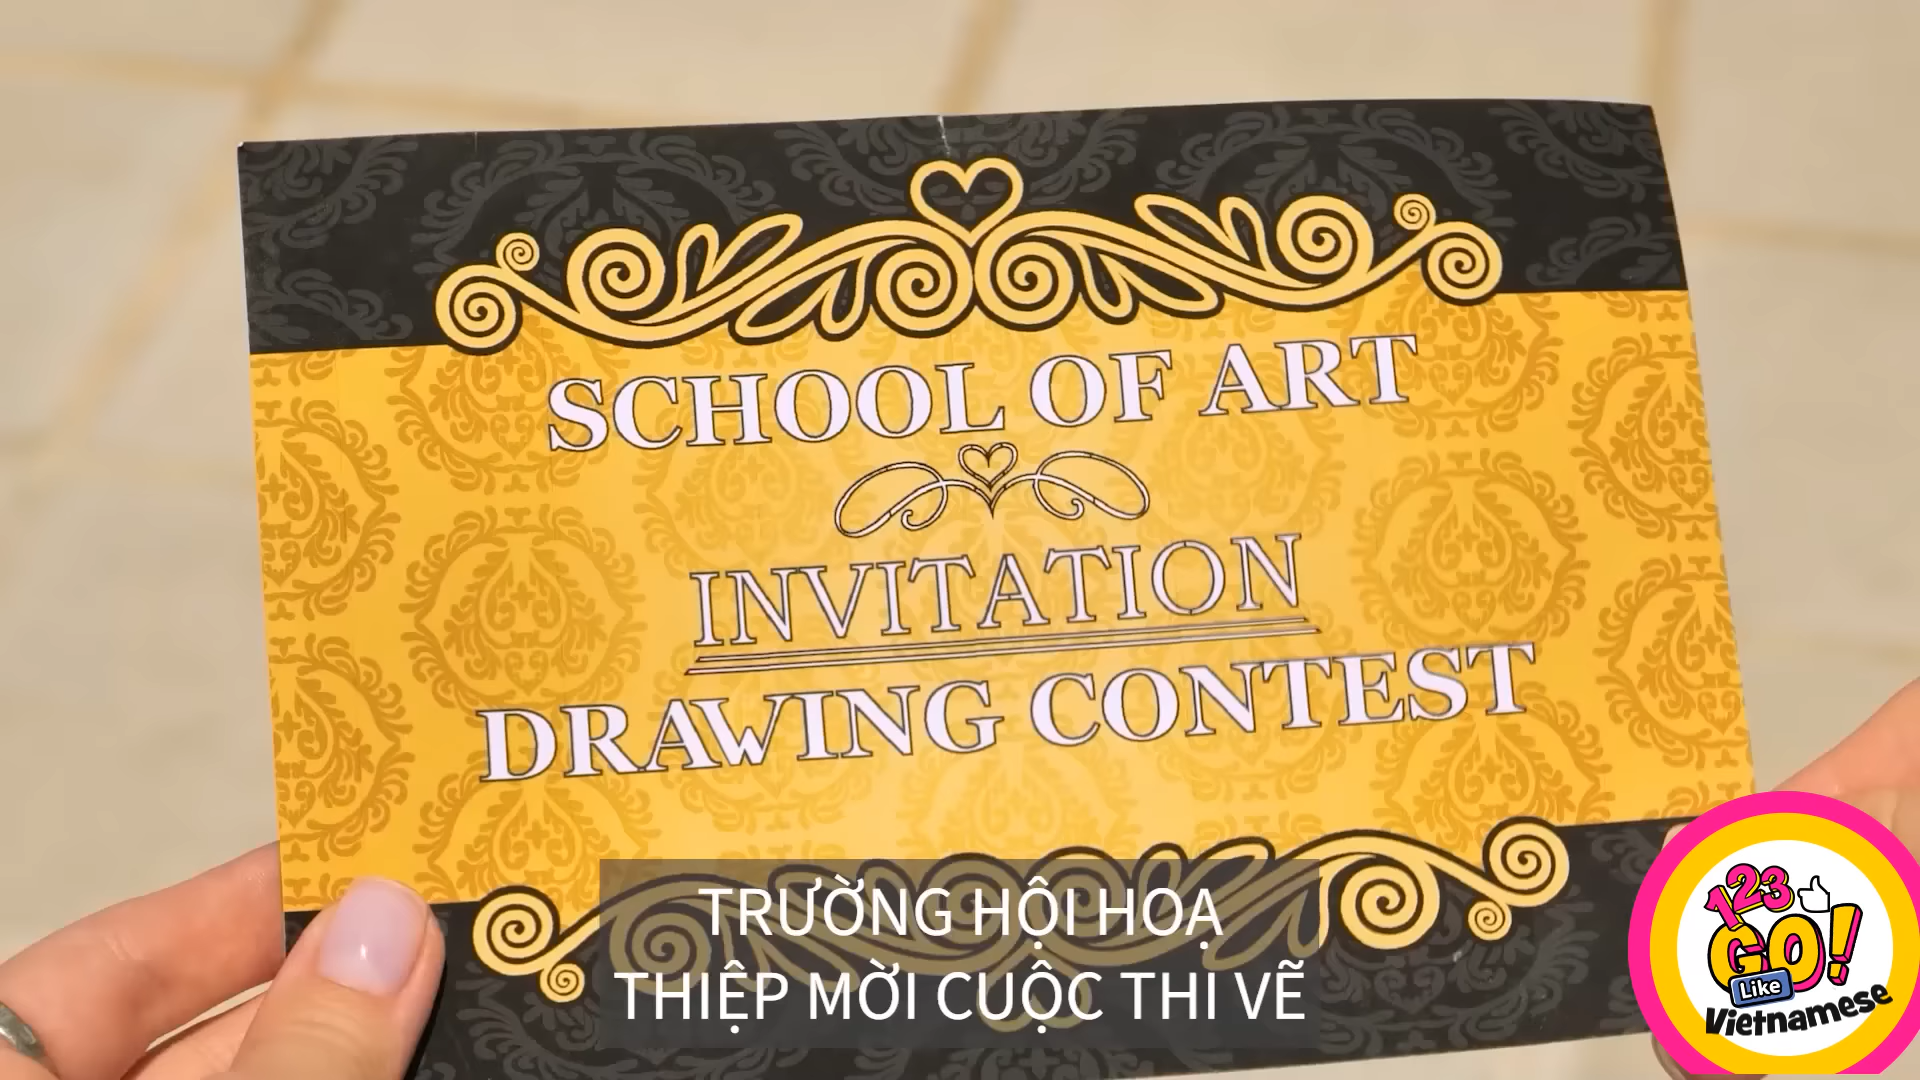 SCHOOL OF ART
INVITATION
DRAWING CONTEST
TRƯỜNG HỘI HOẠ
THIỆP MỜI CUỘC THI VẼ
123
GO!
Like
Vietnamese